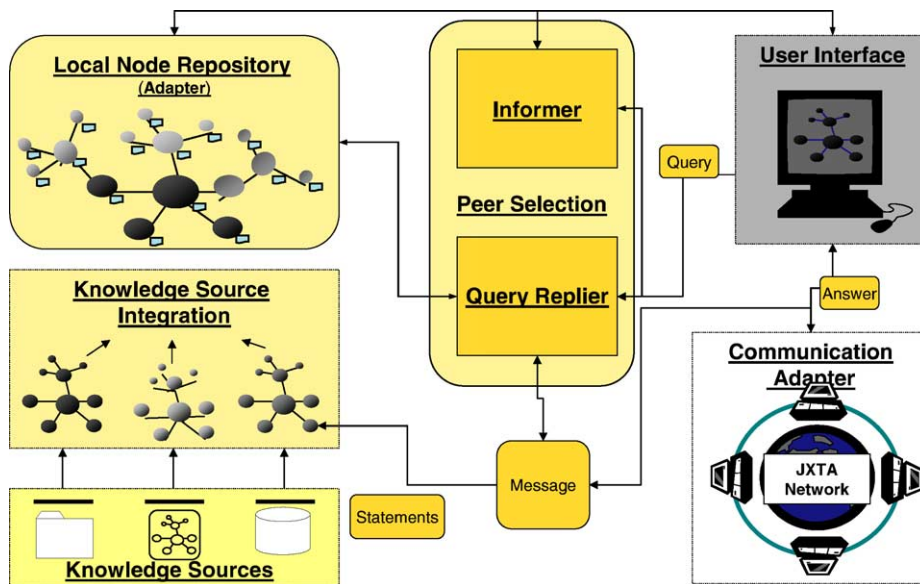 Local Node Repository
(Adapter)
Informer
Peer Selection
Query Replier
Query
User Interface
Knowledge Source
Integration
Answer
Communication
Adapter
JXTA
Network
Message
Statements
Knowledge Sources